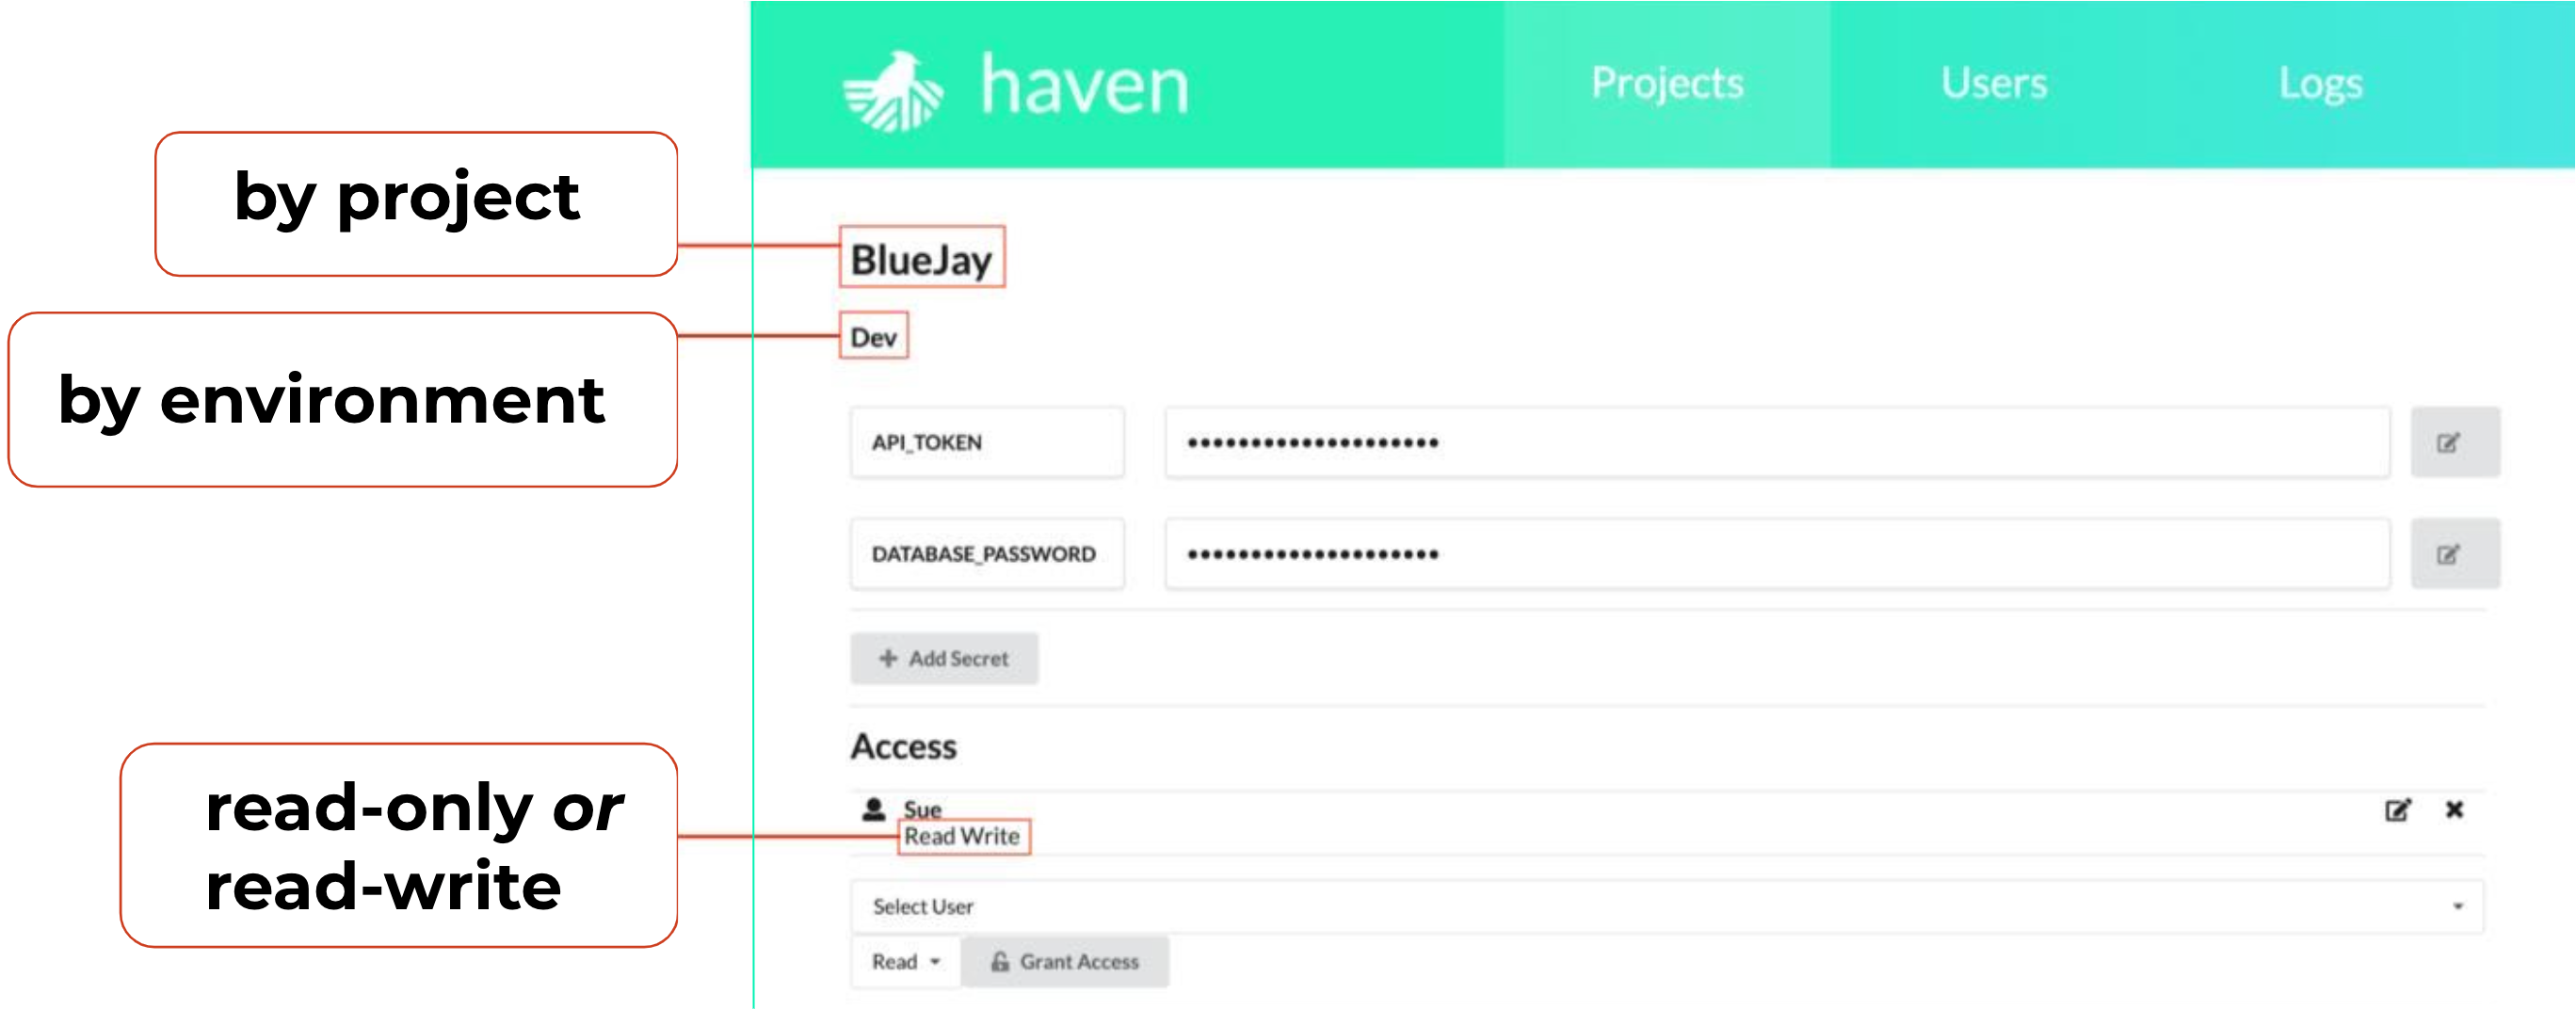 haven
Projects
Users
Logs
by project
BlueJay
by environment
Dev
API_TOKEN
••••••••••••••••••••
DATABASE_PASSWORD
••••••••••••••••••••
+ Add Secret
Access
read-only or
read-write
Sue
Read Write
Select User
Read
Grant Access